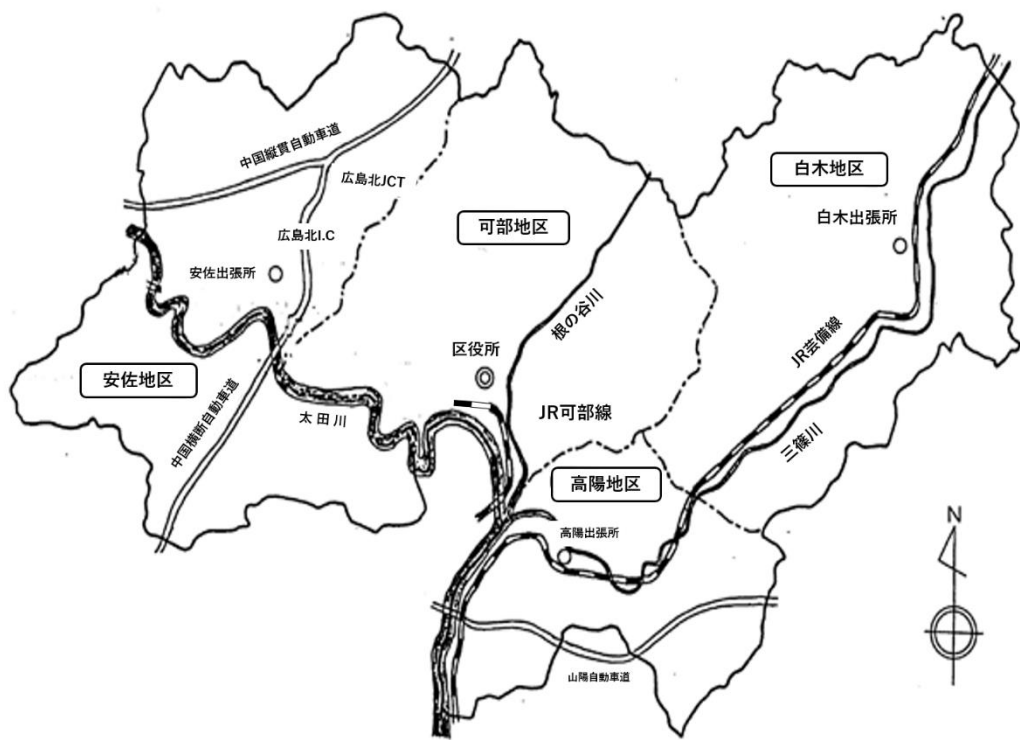 中国縦貫自動車道
広島北JCT
白木地区
可部地区
白木出張所
広島北I.C
安佐出張所
根の谷川
区役所
JR芸備線
安佐地区
太田川
JR可部線
中国横断自動車道
三篠川
高陽地区
高陽出張所
N
山陽自動車道